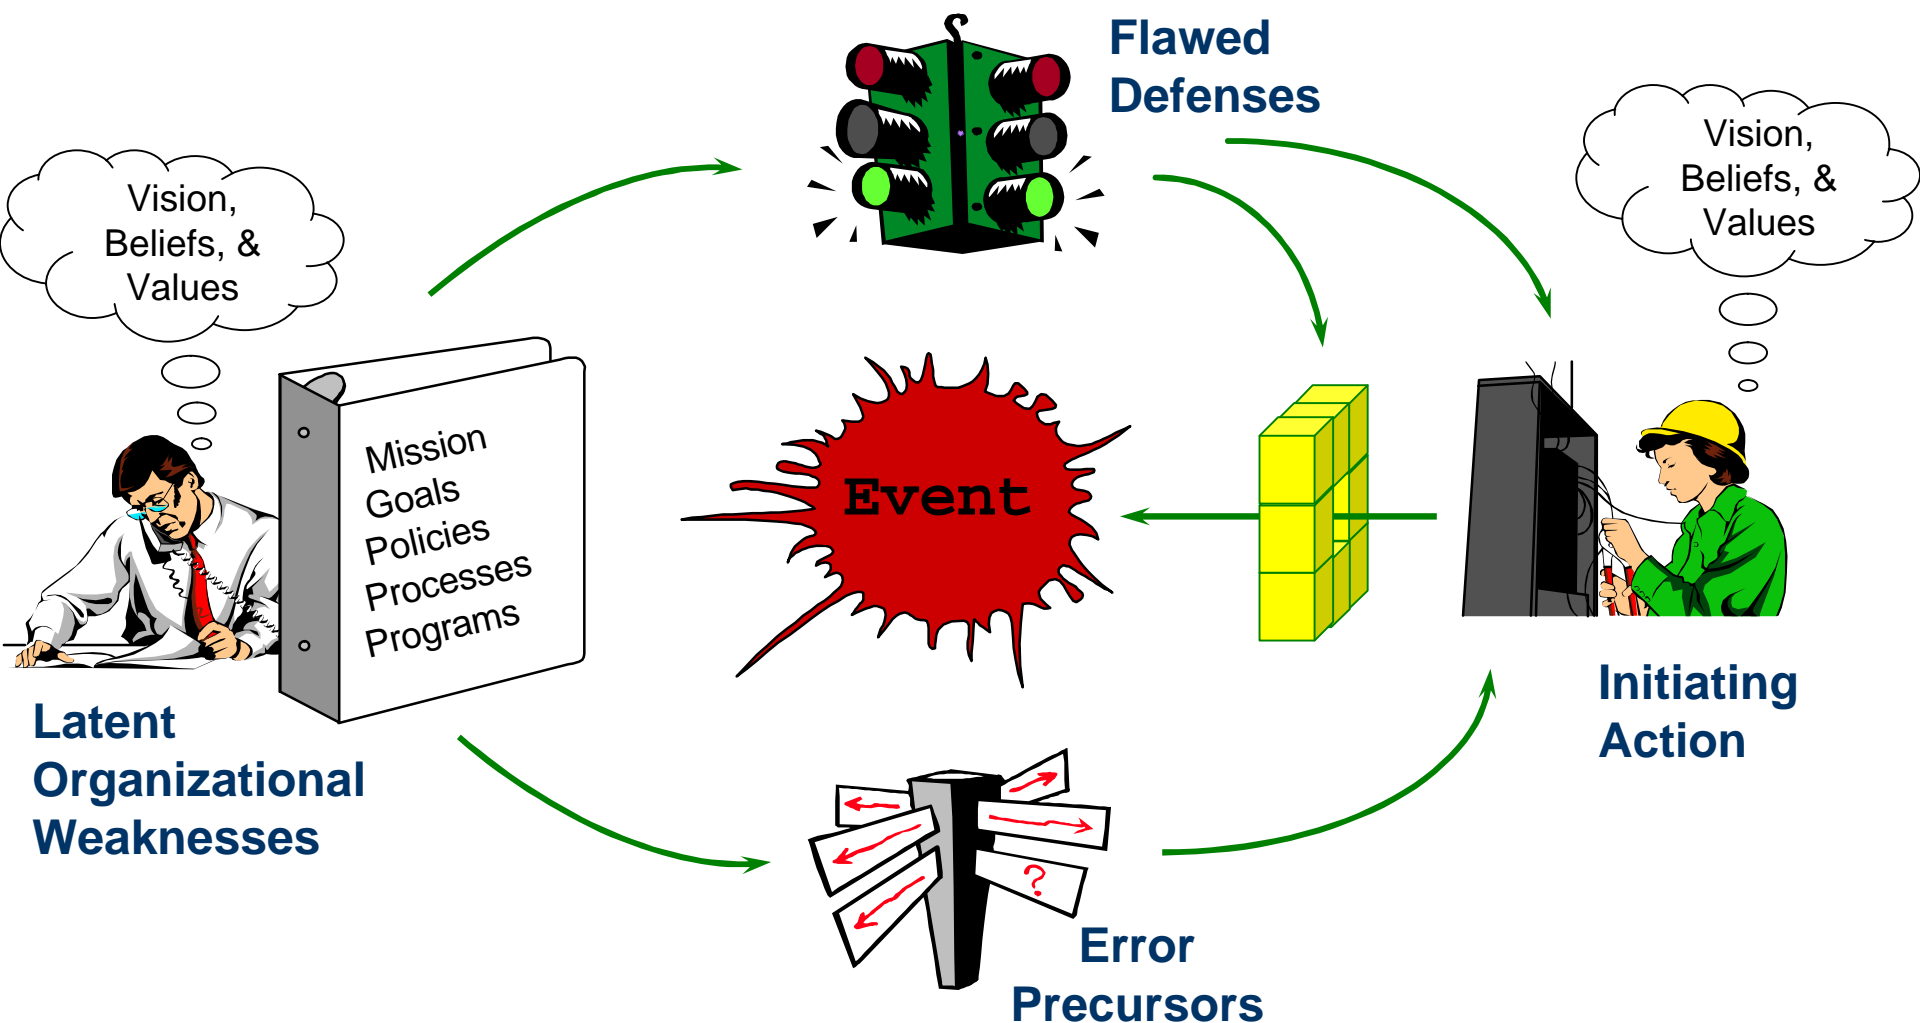 Flawed
Defenses
Vision,
Beliefs, &
Values
Vision,
Beliefs, &
Values
Mission
Goals
Policies
Processes
Programs
Event
Latent
Organizational
Weaknesses
Initiating
Action
?
Error
Precursors